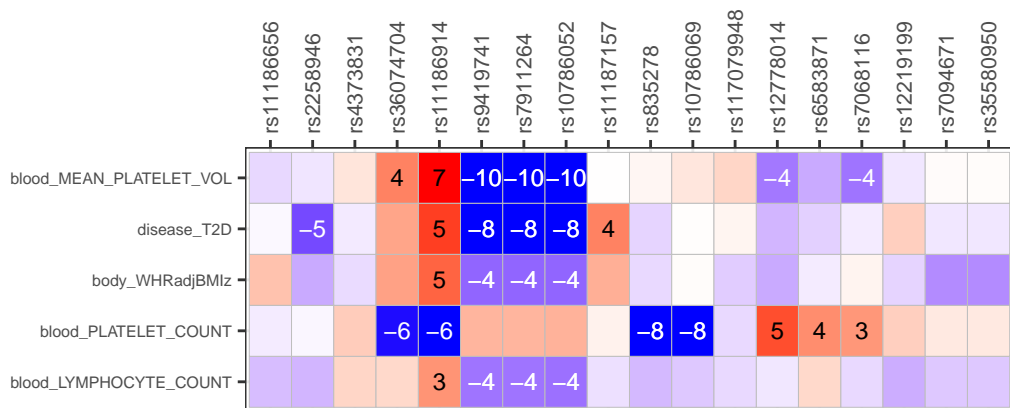 rs11186656 rs2258946 rs4373831 rs36074704 rs11186914 rs9419741 rs7911264 rs10786052 rs11187157 rs835278 rs10786069 rs117079948 rs12778014 rs6583871 rs7068116 rs12219199 rs7094671 rs35580950
blood_MEAN_PLATELET_VOL 4 7 −10 −10 −10 −4 −4
disease_T2D −5 5 −8 −8 −8 4
body_WHRadjBMIz 5 −4 −4 −4
blood_PLATELET_COUNT −6 −6 −8 −8 5 4 3
blood_LYMPHOCYTE_COUNT 3 −4 −4 −4